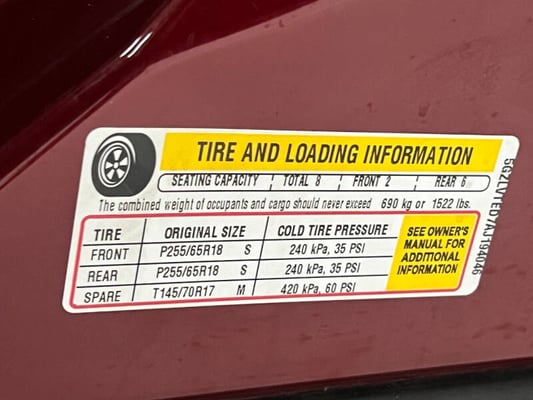 TIRE AND LOADING INFORMATION
SEATING CAPACITY TOTAL 8 FRONT 2 REAR 6
The combined weight of occupants and cargo should never exceed 690 kg or 1522 lbs.
TIRE ORIGINAL SIZE COLD TIRE PRESSURE
FRONT P255/65R18 S 240 kPa, 35 PSI
REAR P255/65R18 S 240 kPa, 35 PSI
SPARE T145/70R17 M 420 kPa, 60 PSI
SEE OWNER'S
MANUAL FOR
ADDITIONAL
INFORMATION